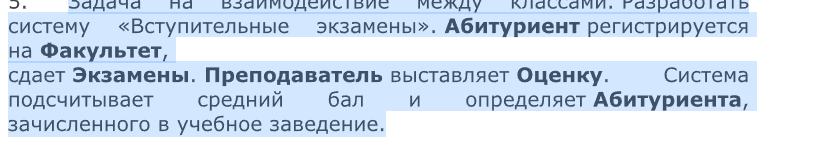 5. Задача на взаимодействие между классами. Разработать
систему «Вступительные экзамены». Абитуриент регистрируется
на Факультет,
сдает Экзамены. Преподаватель выставляет Оценку. Система
подсчитывает средний бал и определяет Абитуриента,
зачисленного в учебное заведение.